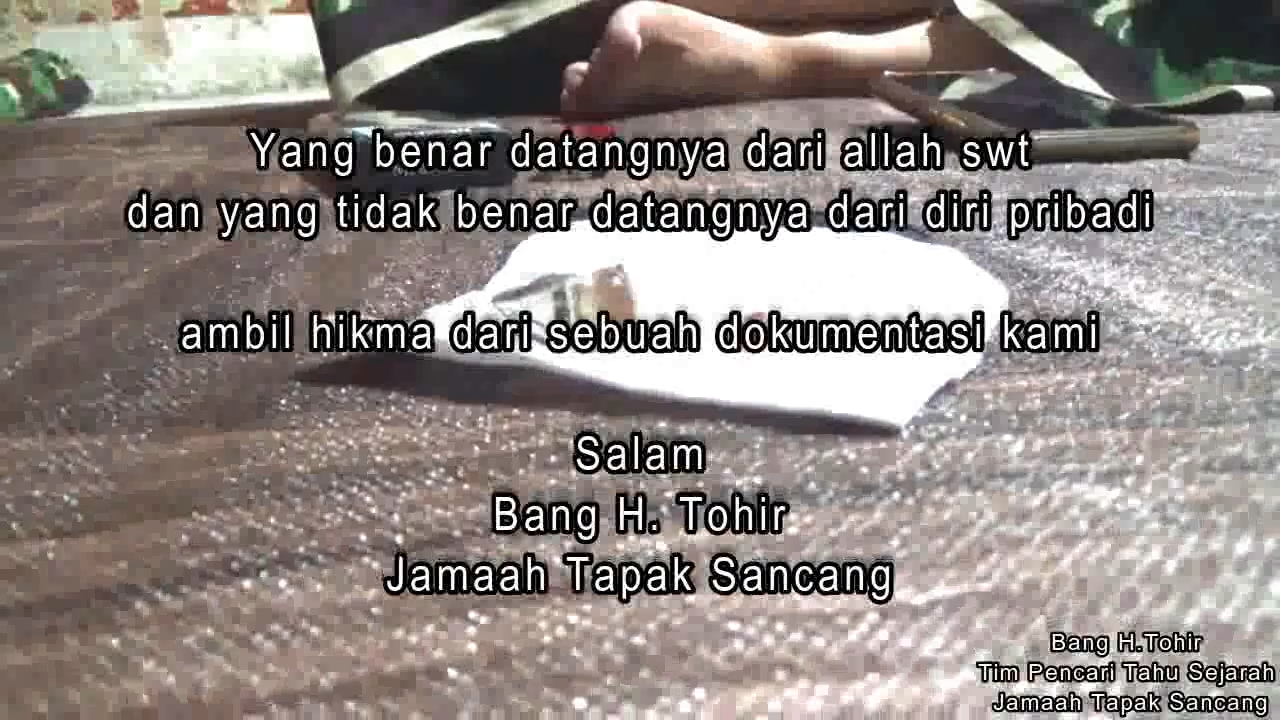 Yang benar datangnya dari allah swt
dan yang tidak benar datangnya dari diri pribadi
ambil hikma dari sebuah dokumentasi kami
Salam
Bang H. Tohir
Jamaah Tapak Sancang
Bang H.Tohir
Tim Pencari Tahu Sejarah
Jamaah Tapak Sancang